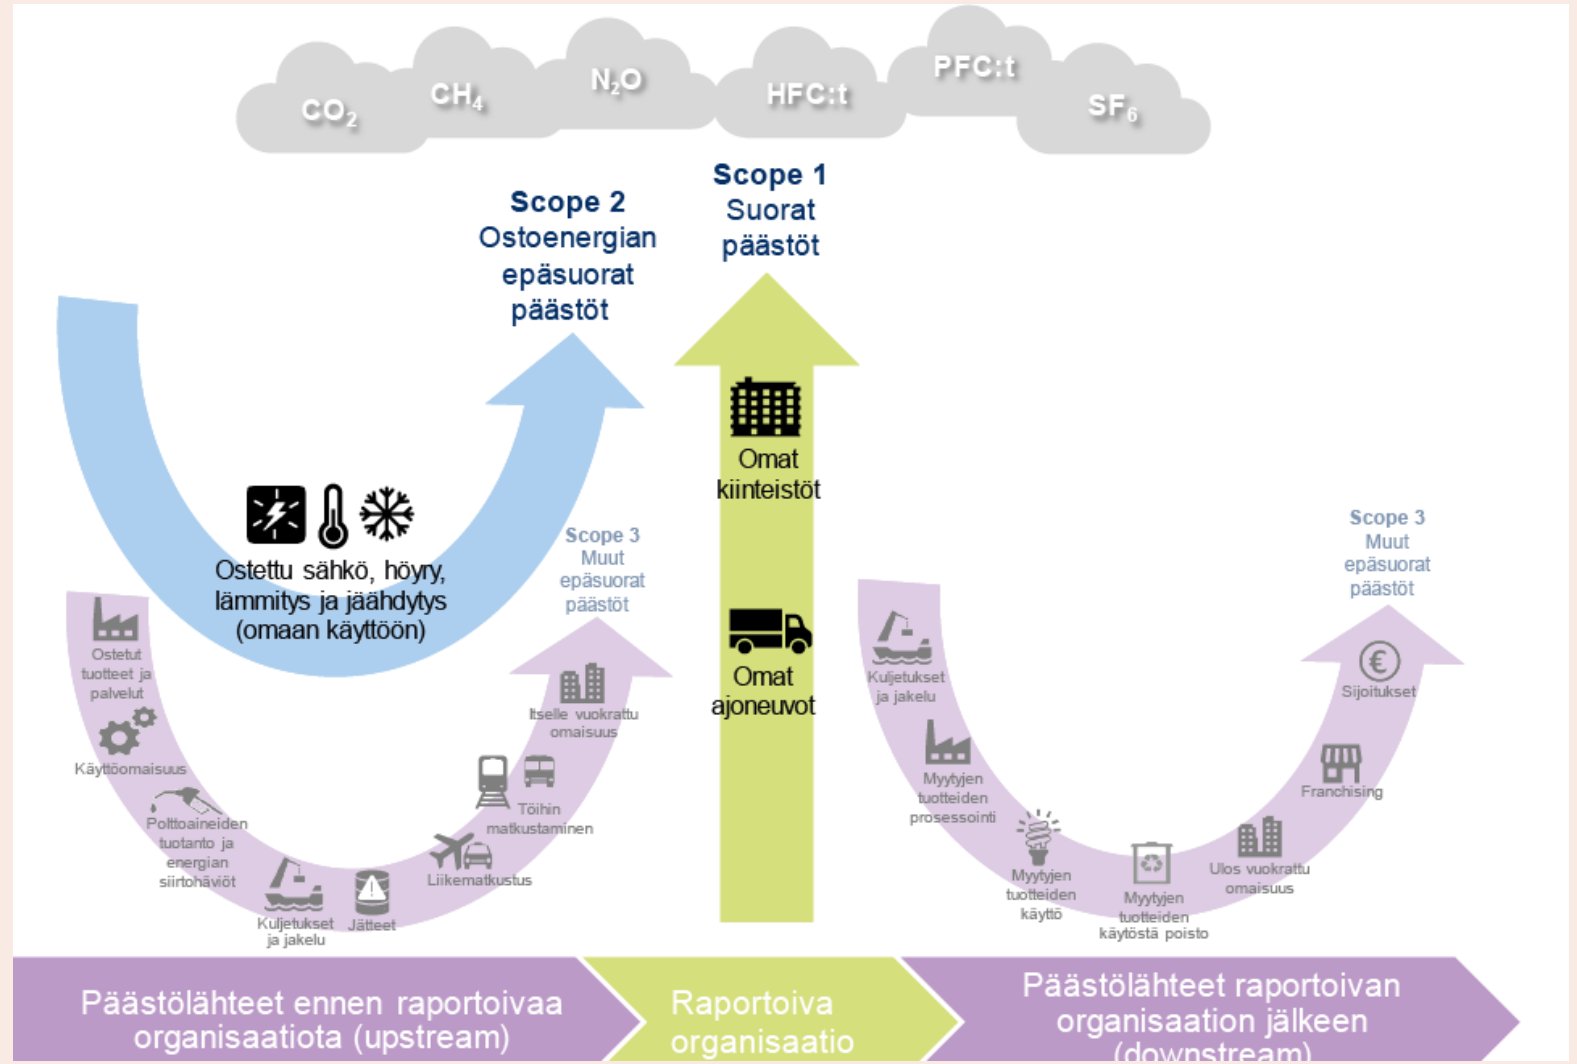 CO₂
CH₄
N₂O
HFC:t
PFC:t
SF₆
Scope 2
Ostoenergian
epäsuorat
päästöt
Scope 1
Suorat
päästöt
Ostettu sähkö, höyry,
lämmitys ja jäähdytys
(omaan käyttöön)
Omat
kiinteistöt
Omat
ajoneuvot
Scope 3
Muut
epäsuorat
päästöt
Ostetut
tuotteet ja
palvelut
Käyttöomaisuus
Polttoaineiden
tuotanto ja
energian
siirtohäviöt
Kuljetukset
ja jakelu
Jätteet
Liikematkustus
Töihin
matkustaminen
Itselle vuokrattu
omaisuus
Scope 3
Muut
epäsuorat
päästöt
Kuljetukset
ja jakelu
Myytyjen
tuotteiden
prosessointi
Myytyjen
tuotteiden
käyttö
Myytyjen
tuotteiden
käytöstä poisto
Ulos vuokrattu
omaisuus
Franchising
Sijoitukset
Päästölähteet ennen raportoivaa
organisaatiota (upstream)
Raportoiva
organisaatio
Päästölähteet raportoivan
organisaation jälkeen
(downstream)